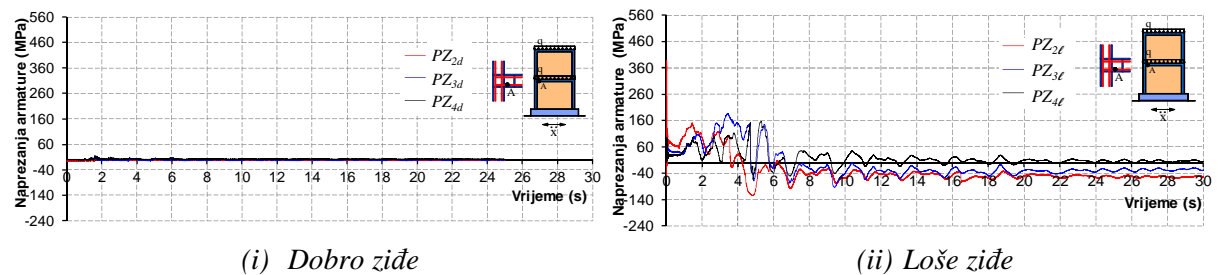 Naprezanja armature (MPa)
560
460
360
260
160
60
-40
-140
-240
0 2 4 6 8 10 12 14 16 18 20 22 24 26 28 30
Vrijeme (s)
PZ2d
PZ3d
PZ4d
A
q
q
A
ẍ
(i) Dobro ziđe
Naprezanja armature (MPa)
560
460
360
260
160
60
-40
-140
-240
0 2 4 6 8 10 12 14 16 18 20 22 24 26 28 30
Vrijeme (s)
PZ2ℓ
PZ3ℓ
PZ4ℓ
A
q
q
A
ẍ
(ii) Loše ziđe